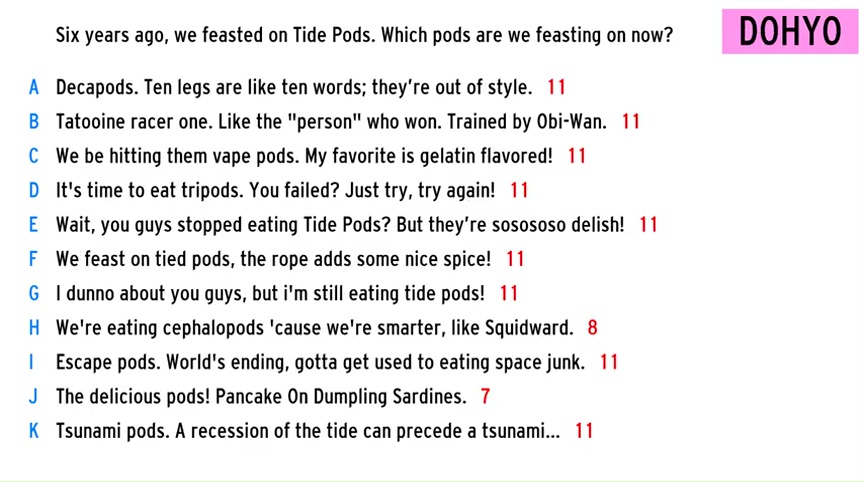 Six years ago, we feasted on Tide Pods. Which pods are we feasting on now?
DOHYO
A Decapods. Ten legs are like ten words; they're out of style. 11
B Tatooine racer one. Like the "person" who won. Trained by Obi-Wan. 11
C We be hitting them vape pods. My favorite is gelatin flavored! 11
D It's time to eat tripods. You failed? Just try, try again! 11
E Wait, you guys stopped eating Tide Pods? But they're sosososo delish! 11
F We feast on tied pods, the rope adds some nice spice! 11
G I dunno about you guys, but i'm still eating tide pods! 11
H We're eating cephalopods 'cause we're smarter, like Squidward. 8
I Escape pods. World's ending, gotta get used to eating space junk. 11
J The delicious pods! Pancake On Dumpling Sardines. 7
K Tsunami pods. A recession of the tide can precede a tsunami... 11